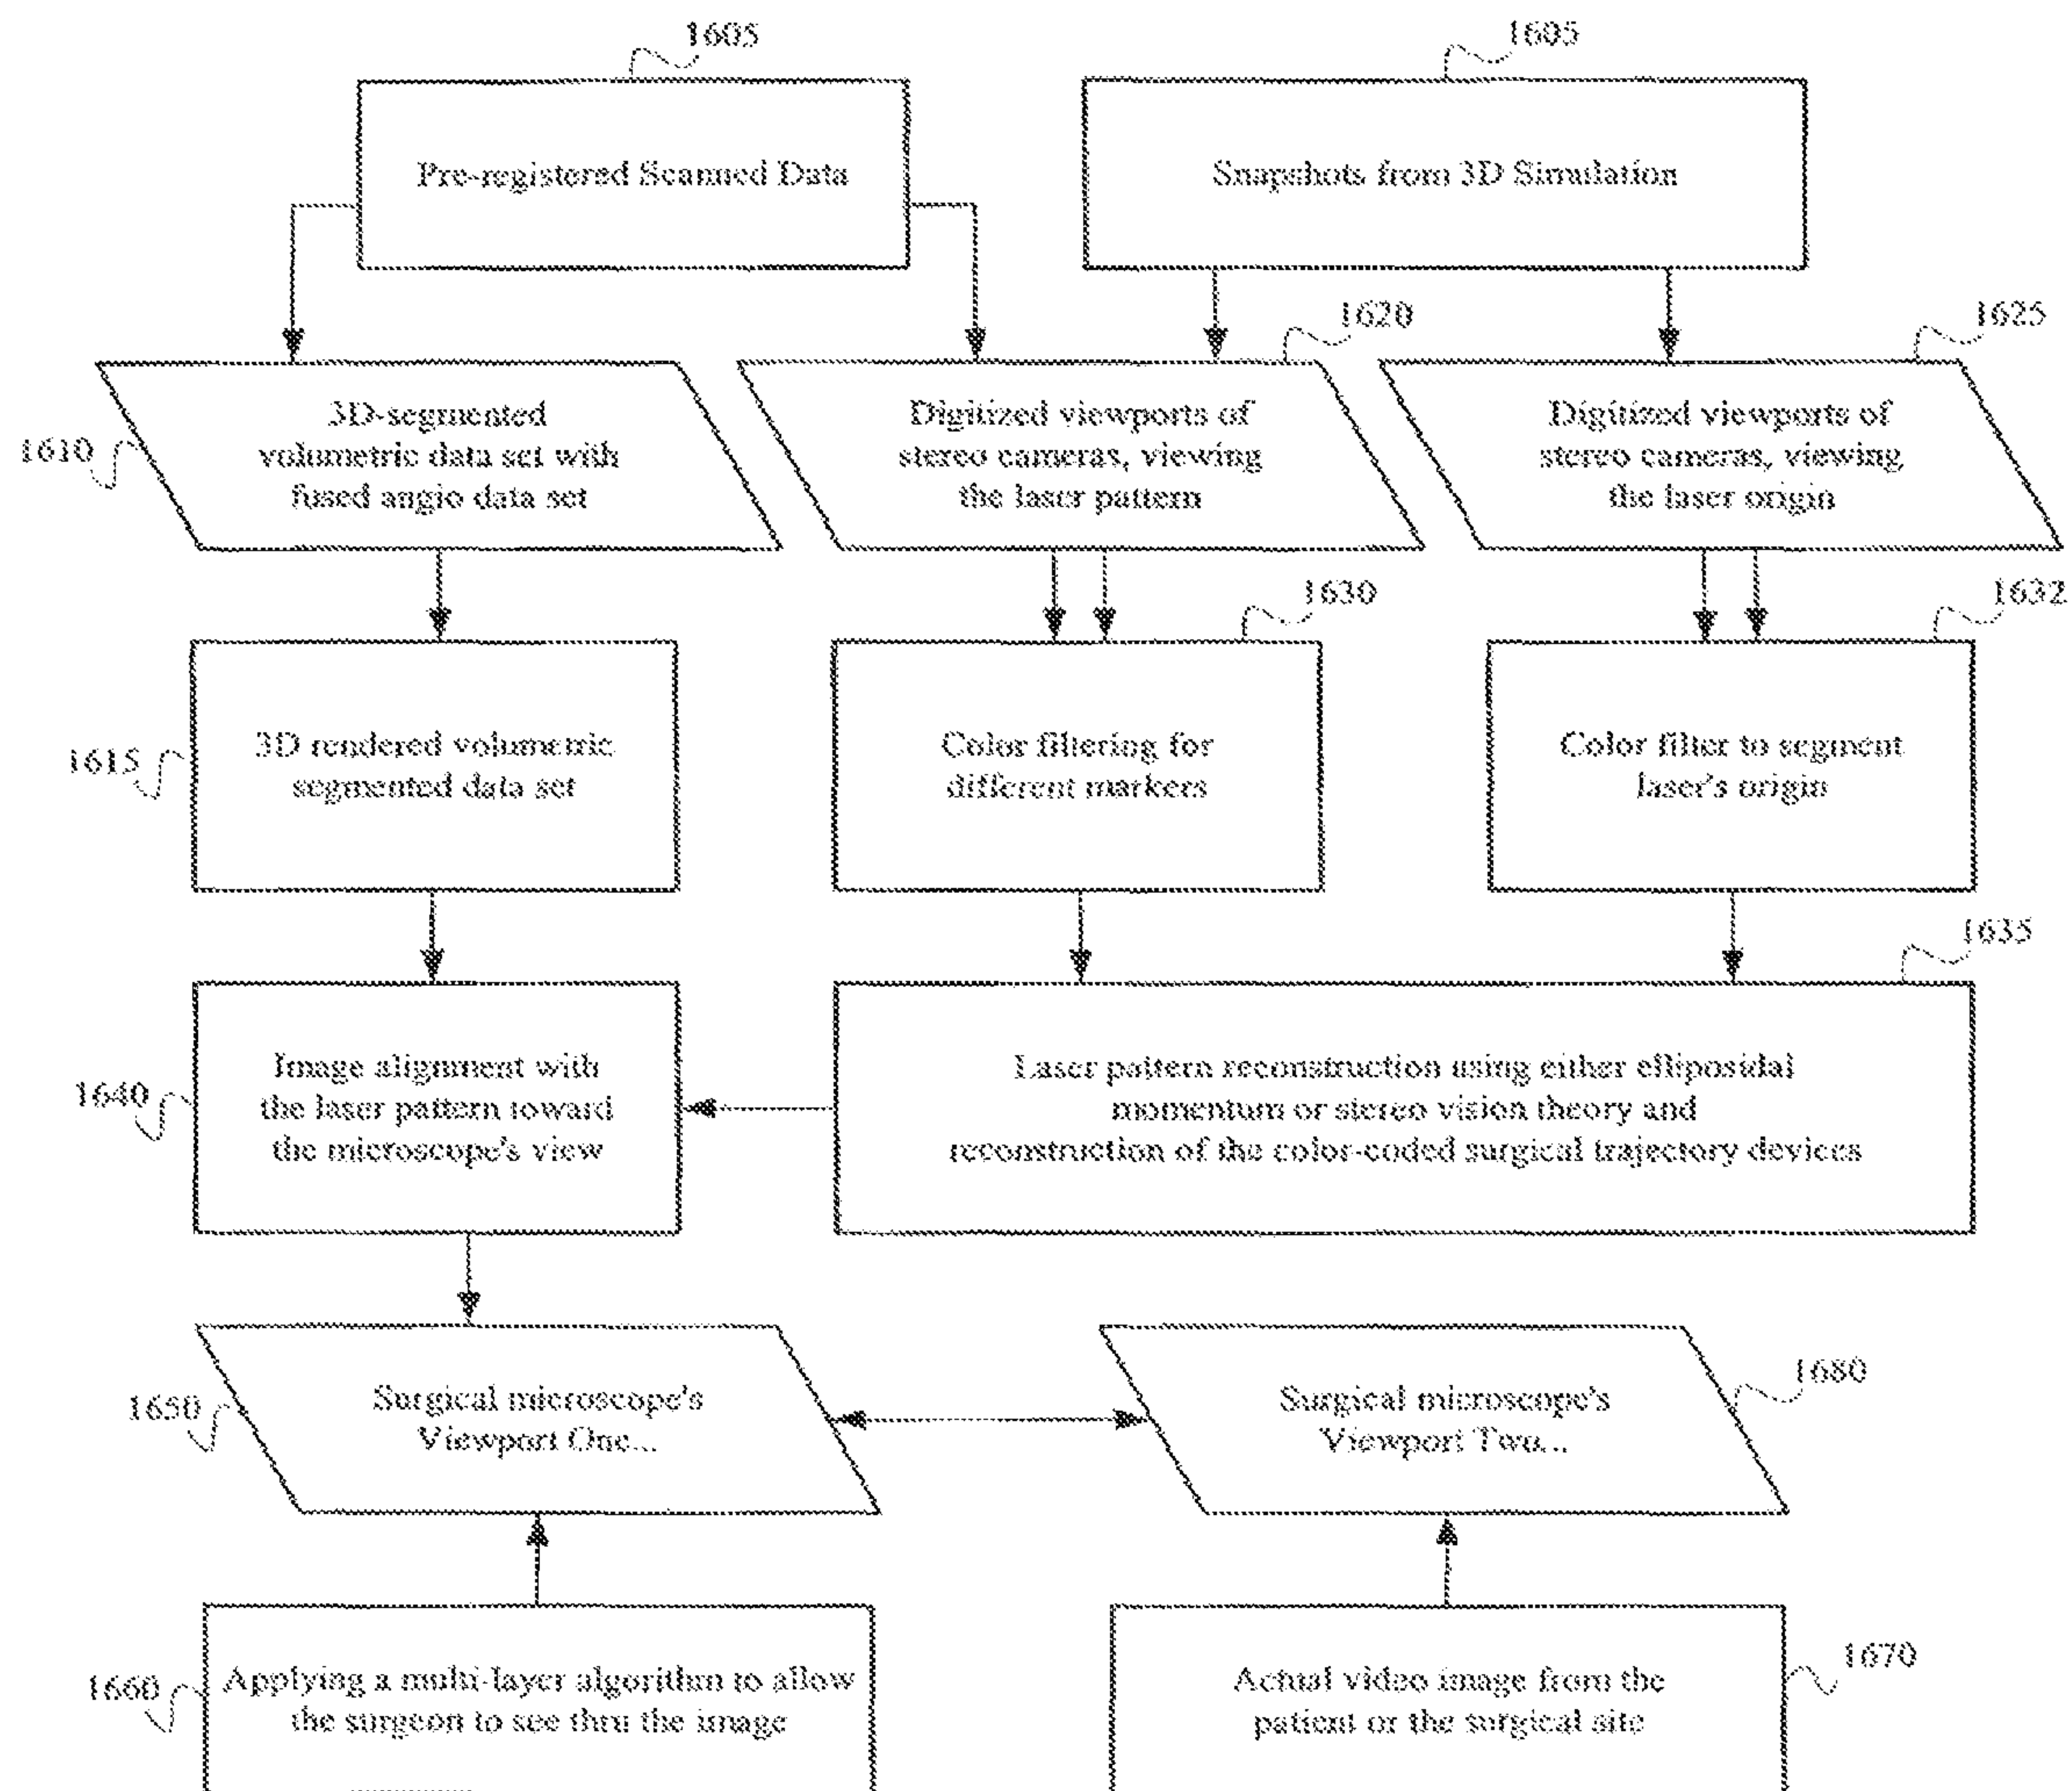 1605
1605
Pre-registered Scanned Data
Snapshots from 3D Simulation
1620
1625
3D-segmented
volumetric data set with
fused angio data set
1610
Digitized viewports of
stereo cameras, viewing
the laser pattern
Digitized viewports of
stereo cameras, viewing
the laser origin
1630
1632
1615
3D rendered volumetric
segmented data set
Color filtering for
different markers
Color filter to segment
laser's origin
1635
1640
Image alignment with
the laser pattern toward
the microscope's view
Laser pattern reconstruction using either elliposidal
momentum or stereo vision theory and
reconstruction of the color-coded surgical trajectory devices
1650
Surgical microscope's
Viewport One...
Surgical microscope's
Viewport Two...
1680
1660
Applying a multi-layer algorithm to allow
the surgeon to see thru the image
Actual video image from the
patient or the surgical site
1670